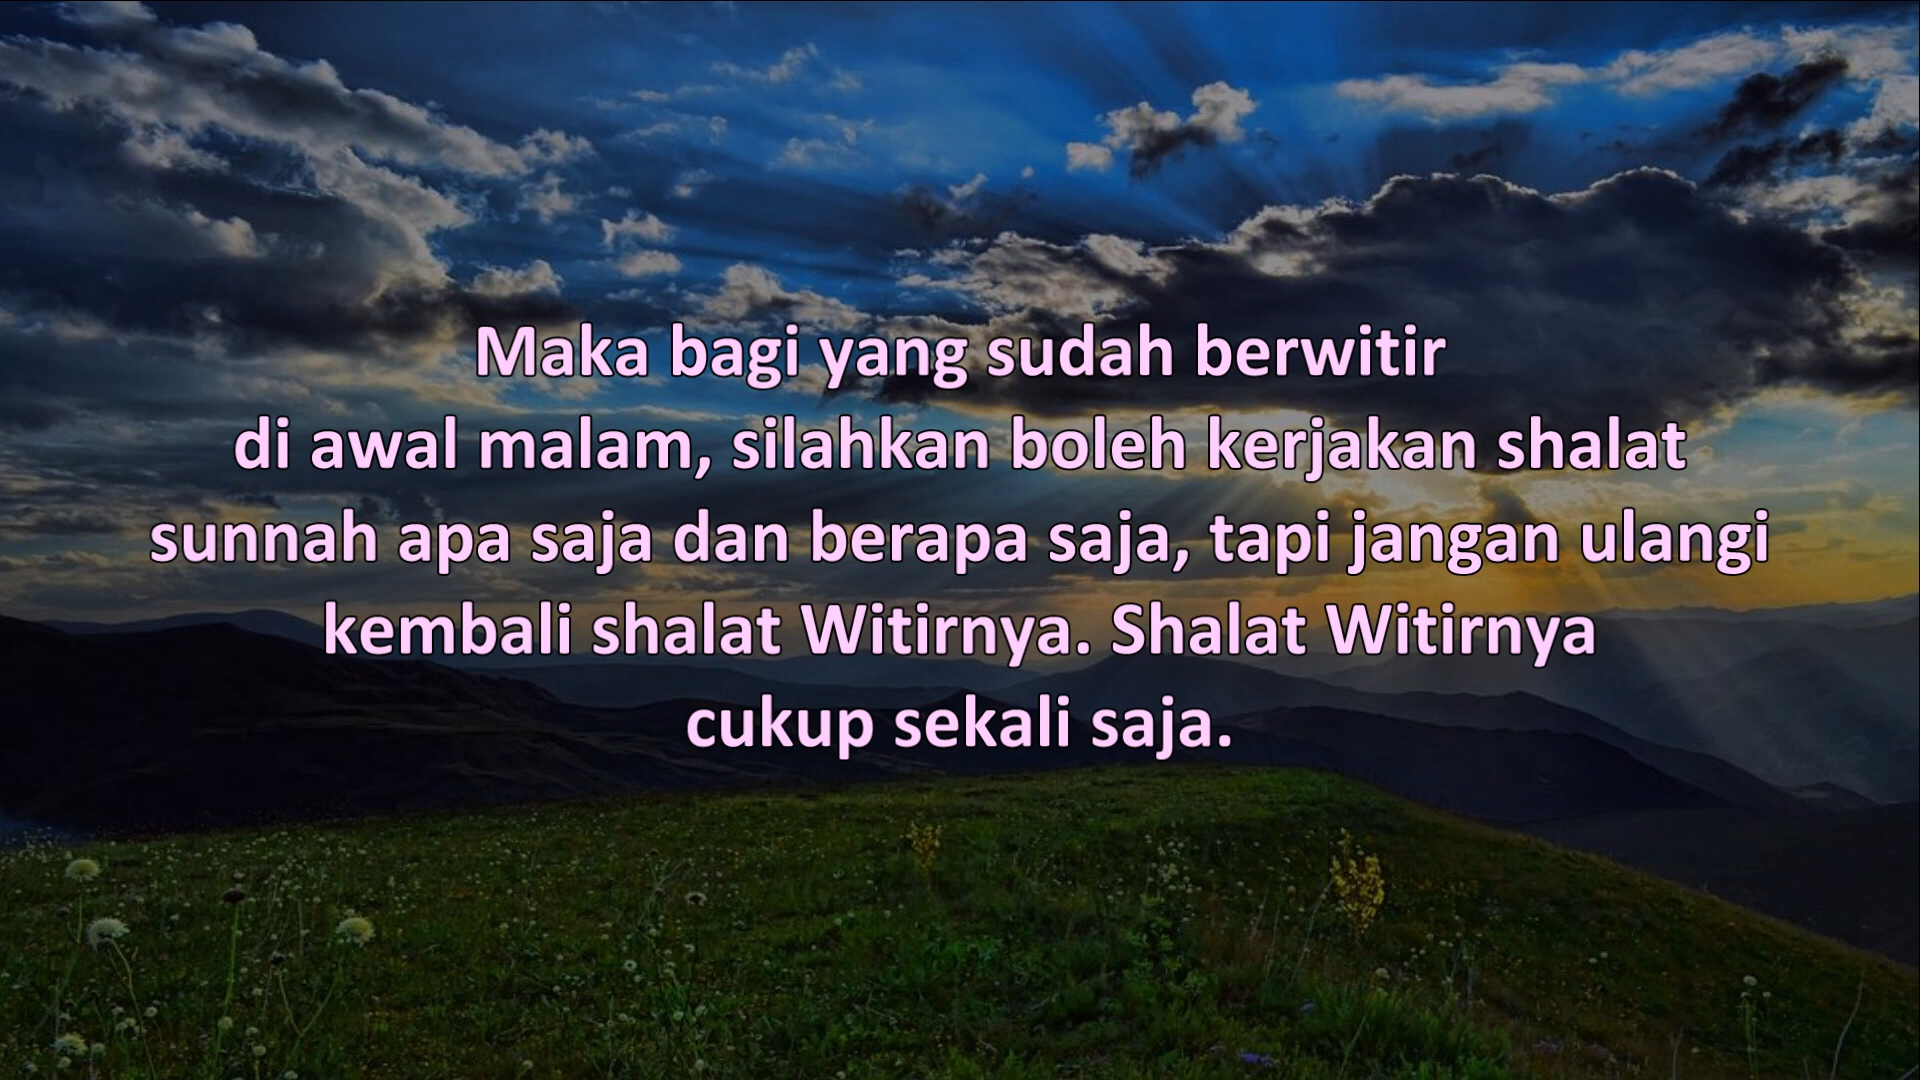 Maka bagi yang sudah berwitir
di awal malam, silahkan boleh kerjakan shalat
sunnah apa saja dan berapa saja, tapi jangan ulangi
kembali shalat Witirnya. Shalat Witirnya
cukup sekali saja.